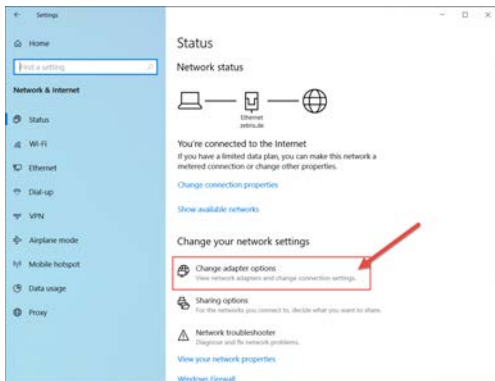 Settings
Home
Find a setting
Network & Internet
Status
Wi-Fi
Ethernet
Dial-up
VPN
Airplane mode
Mobile hotspot
Data usage
Proxy
Status
Network status
Ethernet
zebris.de
You're connected to the Internet
If you have a limited data plan, you can make this network a
metered connection or change other properties.
Change connection properties
Show available networks
Change your network settings
Change adapter options
View network adapters and change connection settings.
Sharing options
For the networks you connect to, decide what you want to share.
Network troubleshooter
Diagnose and fix network problems.
View your network properties
Windows Firewall